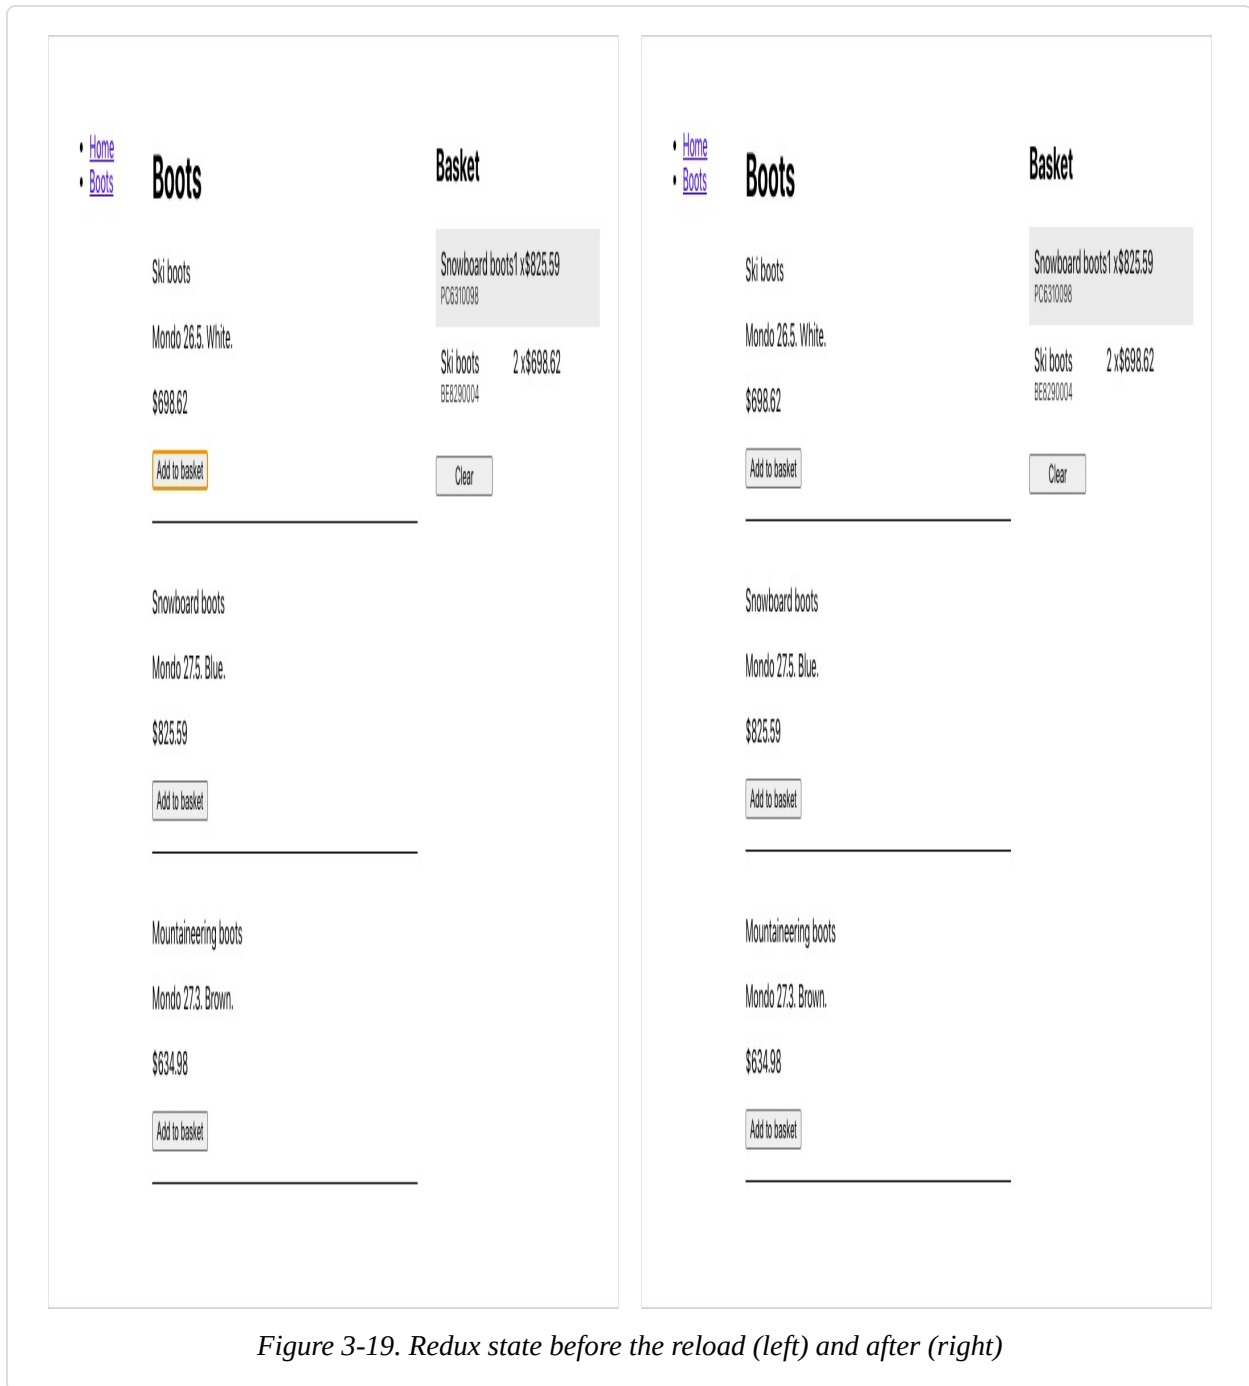 Home
Boots
Boots
Ski boots
Mondo 26.5. White.
$698.62
Add to basket
Snowboard boots
Mondo 27.5. Blue.
$825.59
Add to basket
Mountaineering boots
Mondo 27.3. Brown.
$634.98
Add to basket
Basket
Snowboard boots1 x$825.59
PC6310098
Ski boots 2 x$698.62
BE8290004
Clear
Home
Boots
Boots
Ski boots
Mondo 26.5. White.
$698.62
Add to basket
Snowboard boots
Mondo 27.5. Blue.
$825.59
Add to basket
Mountaineering boots
Mondo 27.3. Brown.
$634.98
Add to basket
Basket
Snowboard boots1 x$825.59
PC6310098
Ski boots 2 x$698.62
BE8290004
Clear
Figure 3-19. Redux state before the reload (left) and after (right)